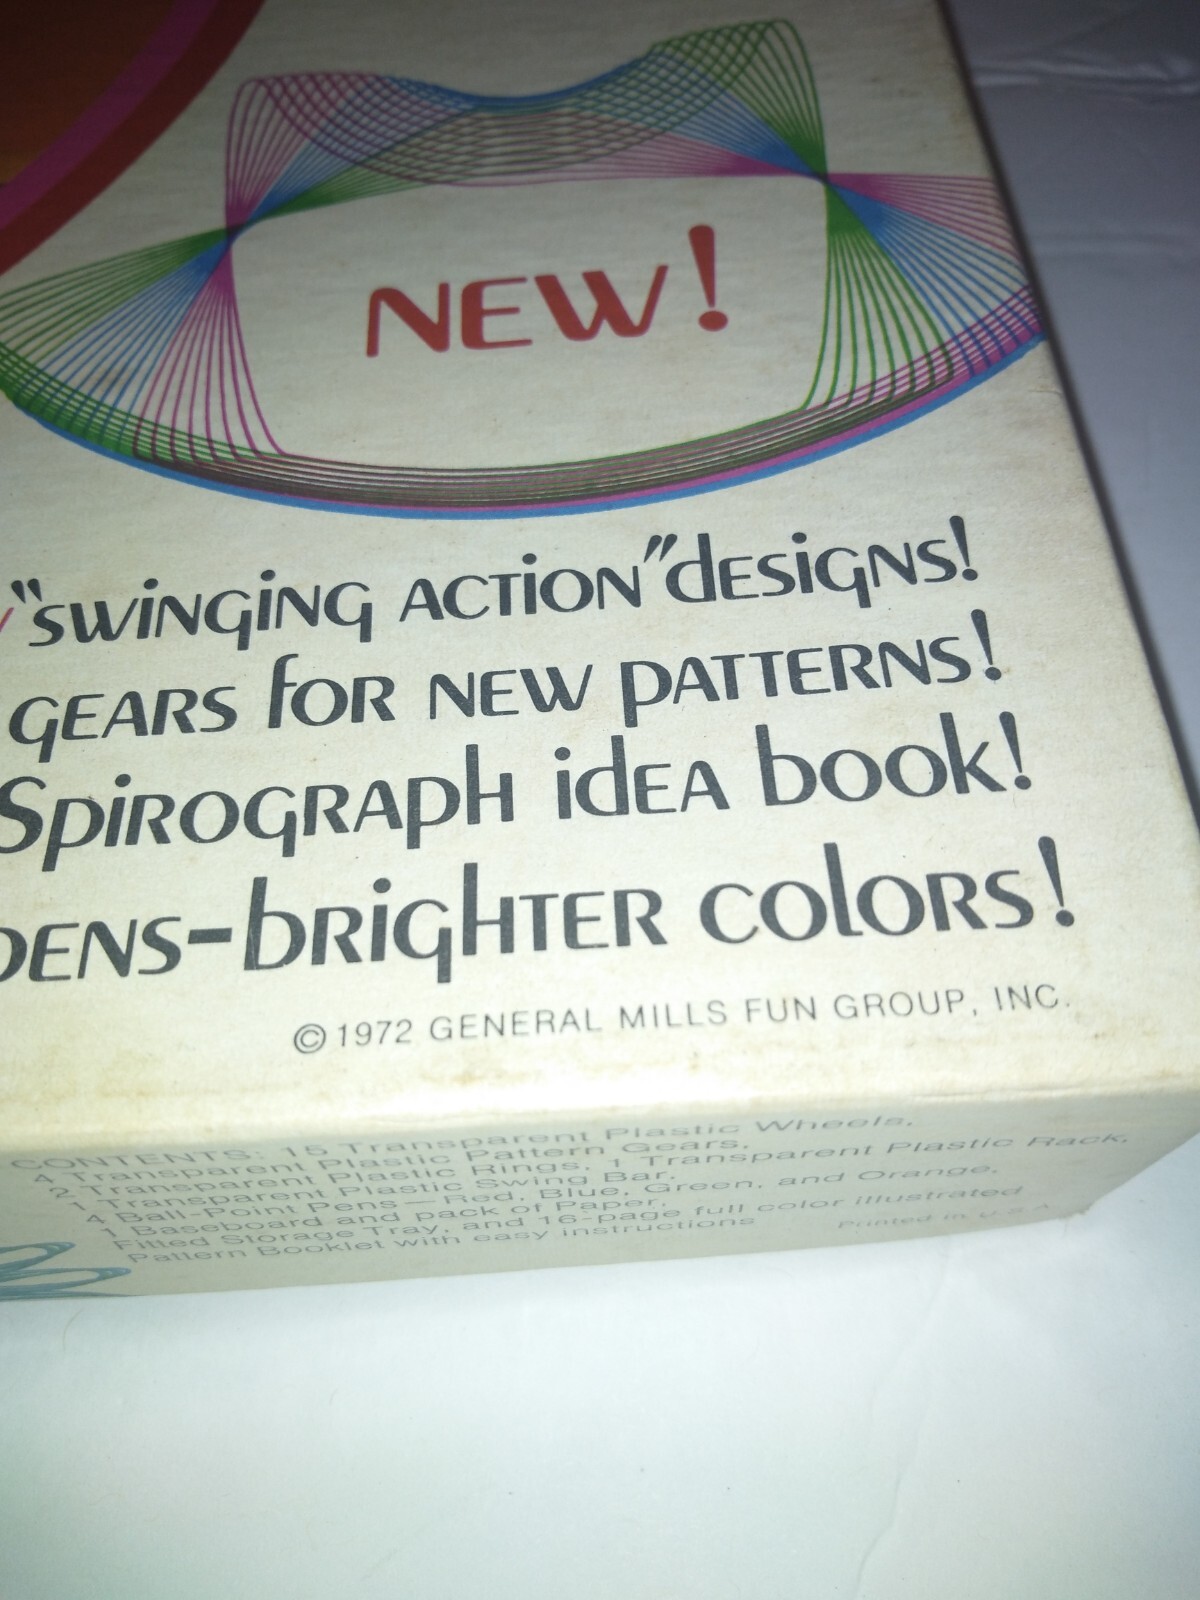 NEW!
"swinging action" designs!
gears for new patterns!
Spirograph idea book!
pens-brighter colors!
© 1972 GENERAL MILLS FUN GROUP, INC.
CONTENTS: 15 Transparent Plastic Wheels,
4 Transparent Plastic Pattern Gears,
2 Transparent Plastic Rings, 1 Transparent Plastic Rack,
1 Transparent Plastic Swing Bar,
4 Ball-Point Pens—Red, Blue, Green, and Orange,
1 Baseboard and pack of Paper,
Fitted Storage Tray, and 16-page full color illustrated
Pattern Booklet with easy instructions
Printed in U.S.A.